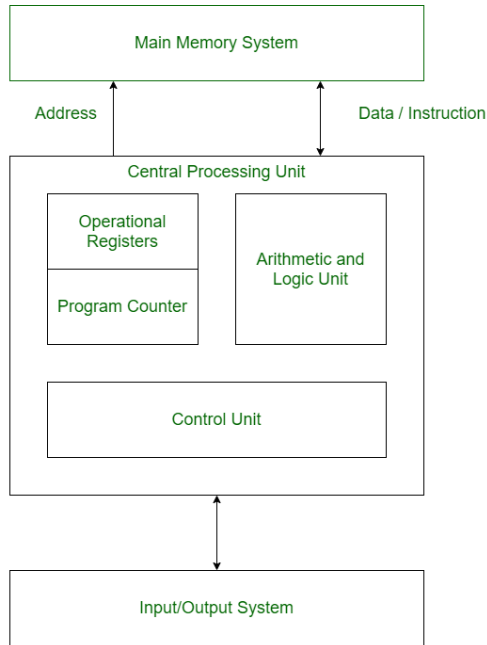 Main Memory System
Address
Data / Instruction
Central Processing Unit
Operational
Registers
Program Counter
Arithmetic and
Logic Unit
Control Unit
Input/Output System